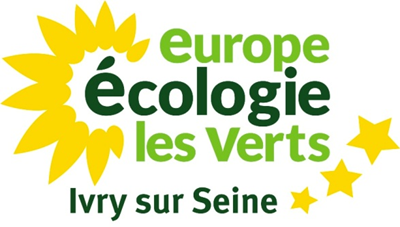 europe
écologie
les verts
Ivry sur Seine